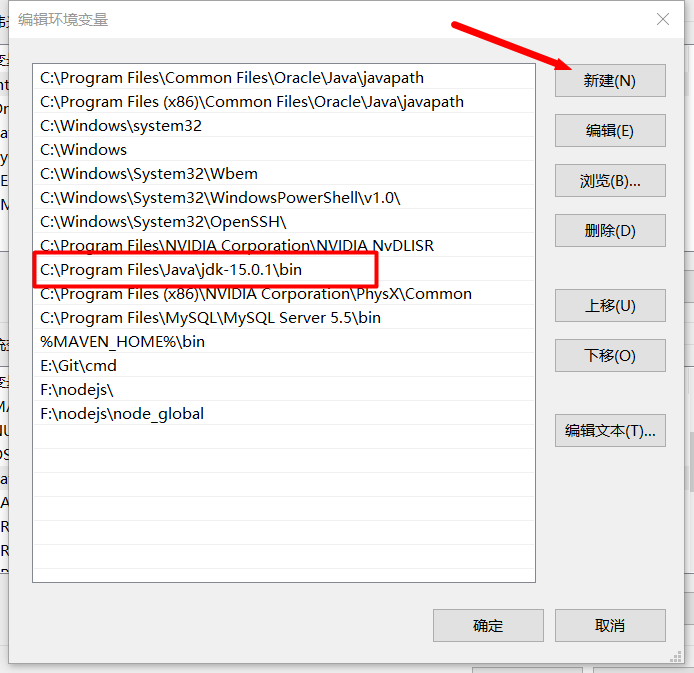 编辑环境变量
C:\Program Files\Common Files\Oracle\Java\javapath
C:\Program Files (x86)\Common Files\Oracle\Java\javapath
C:\Windows\system32
C:\Windows
C:\Windows\System32\Wbem
C:\Windows\System32\WindowsPowerShell\v1.0\
C:\Windows\System32\OpenSSH\
C:\Program Files\NVIDIA Corporation\NVIDIA NvDLISR
C:\Program Files\Java\jdk-15.0.1\bin
C:\Program Files (x86)\NVIDIA Corporation\PhysX\Common
C:\Program Files\MySQL\MySQL Server 5.5\bin
%MAVEN_HOME%\bin
E:\Git\cmd
F:\nodejs\
F:\nodejs\node_global
新建(N)
编辑(E)
浏览(B)...
删除(D)
上移(U)
下移(O)
编辑文本(T)...
确定
取消